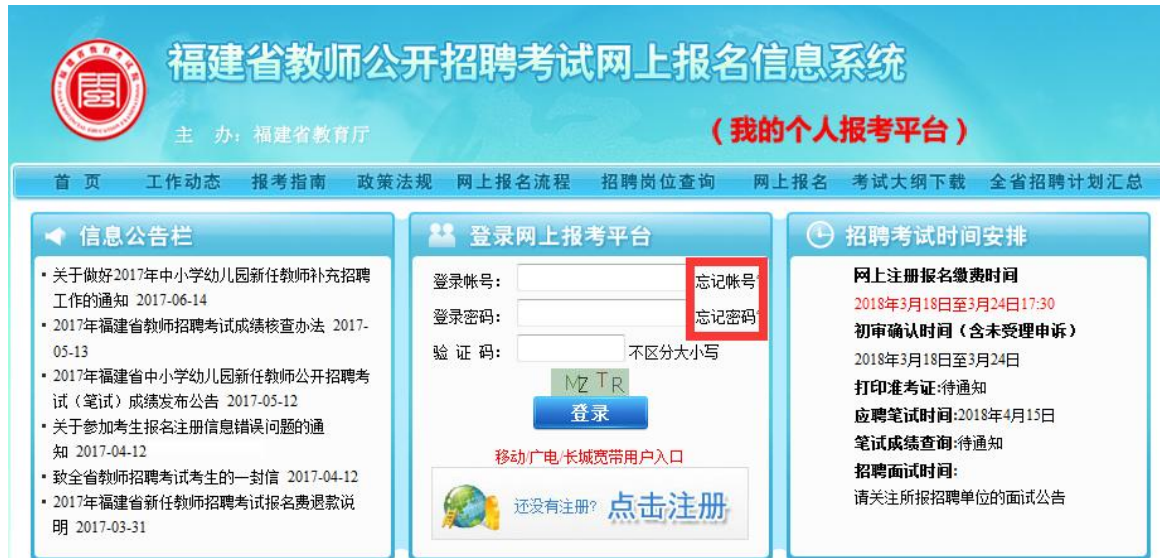 福建省教师公开招聘考试网上报名信息系统
主 办：福建省教育厅
（我的个人报考平台）
首 页 工作动态 报考指南 政策法规 网上报名流程 招聘岗位查询 网上报名 考试大纲下载 全省招聘计划汇总
信息公告栏
关于做好2017年中小学幼儿园新任教师补充招聘
工作的通知 2017-06-14
2017年福建省教师招聘考试成绩核查办法 2017-
05-13
2017年福建省中小学幼儿园新任教师公开招聘考
试（笔试）成绩发布公告 2017-05-12
关于参加考生报名注册信息错误问题的通
知 2017-04-12
致全省教师招聘考试考生的一封信 2017-04-12
2017年福建省新任教师招聘考试报名费退款说
明 2017-03-31
登录网上报考平台
登录帐号： 忘记帐号
登录密码： 忘记密码
验 证 码： 不区分大小写
MZTR
登录
移动/广电/长城宽带用户入口
还没有注册? 点击注册
招聘考试时间安排
网上注册报名缴费时间
2018年3月18日至3月24日17:30
初审确认时间（含未受理申诉）
2018年3月18日至3月24日
打印准考证:待通知
应聘笔试时间:2018年4月15日
笔试成绩查询:待通知
招聘面试时间:
请关注所报招聘单位的面试公告